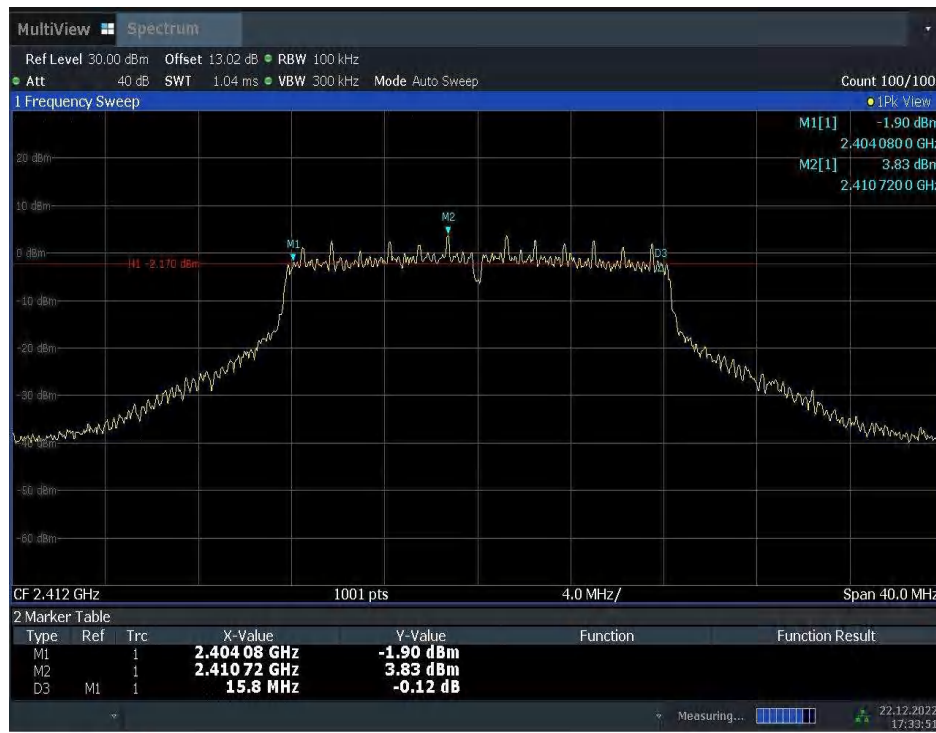 MultiView Spectrum
Ref Level 30.00 dBm Offset 13.02 dB RBW 100 kHz
Att 40 dB SWT 1.04 ms VBW 300 kHz Mode Auto Sweep Count 100/100
1 Frequency Sweep 1Pk View
M1[1] -1.90 dBm
2.4040800 GHz
M2[1] 3.83 dBm
2.4107200 GHz
20 dBm
10 dBm
M2
0 dBm
M1
D3
H1 -2.170 dBm
-10 dBm
-20 dBm
-30 dBm
-40 dBm
-50 dBm
-60 dBm
CF 2.412 GHz 1001 pts 4.0 MHz/ Span 40.0 MHz
2 Marker Table
Type Ref Trc X-Value Y-Value Function Function Result
M1 1 2.404 08 GHz -1.90 dBm
M2 1 2.410 72 GHz 3.83 dBm
D3 M1 1 15.8 MHz -0.12 dB
Measuring... 22.12.2022
17:33:51